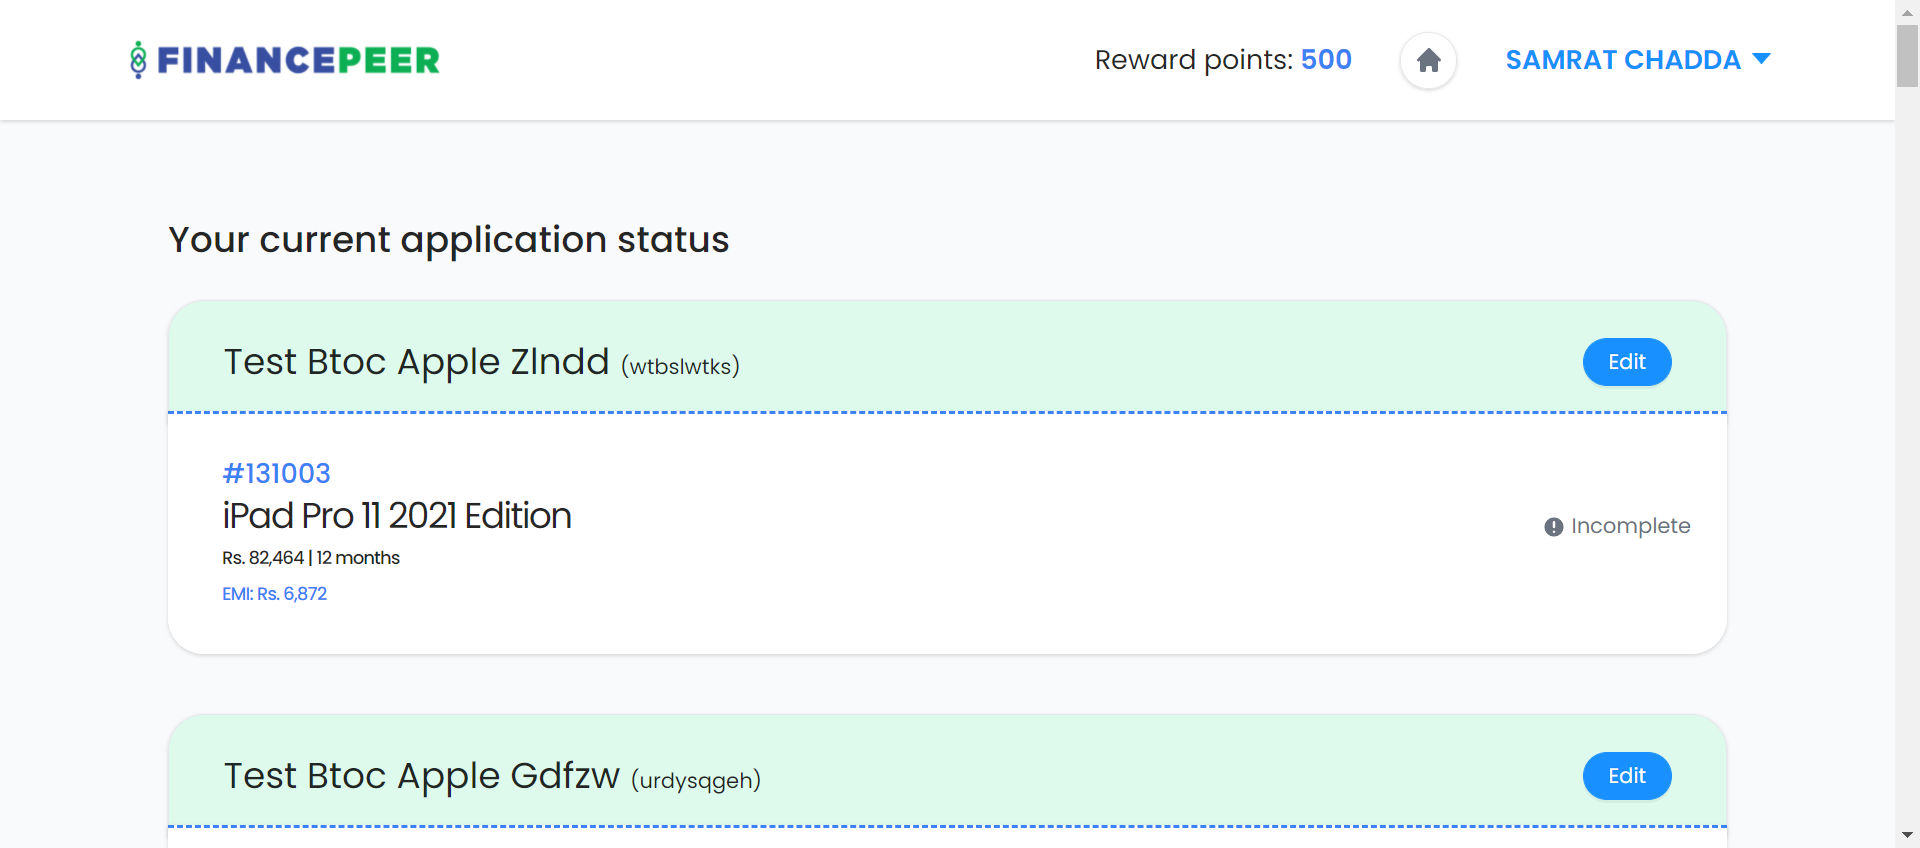 FINANCEPEER
Reward points: 500
SAMRAT CHADDA
Your current application status
Test Btoc Apple Zlndd (wtbslwtks)
Edit
#131003
iPad Pro 11 2021 Edition
Incomplete
Rs. 82,464 | 12 months
EMI: Rs. 6,872
Test Btoc Apple Gdfzw (urdysqgeh)
Edit